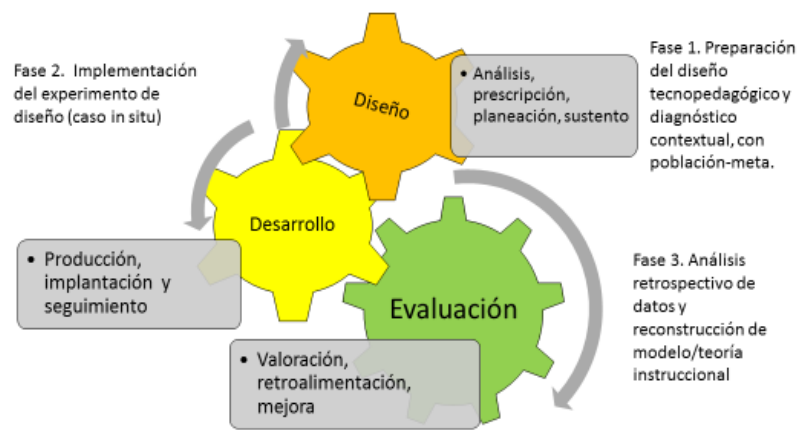 Fase 1. Preparación
del diseño
tecnopedagógico y
diagnóstico
contextual, con
población-meta.
Diseño
• Análisis,
prescripción,
planeación, sustento
Fase 2. Implementación
del experimento de
diseño (caso in situ)
Desarrollo
• Producción,
implantación y
seguimiento
Fase 3. Análisis
retrospectivo de
datos y
reconstrucción de
modelo/teoría
instruccional
Evaluación
• Valoración,
retroalimentación,
mejora